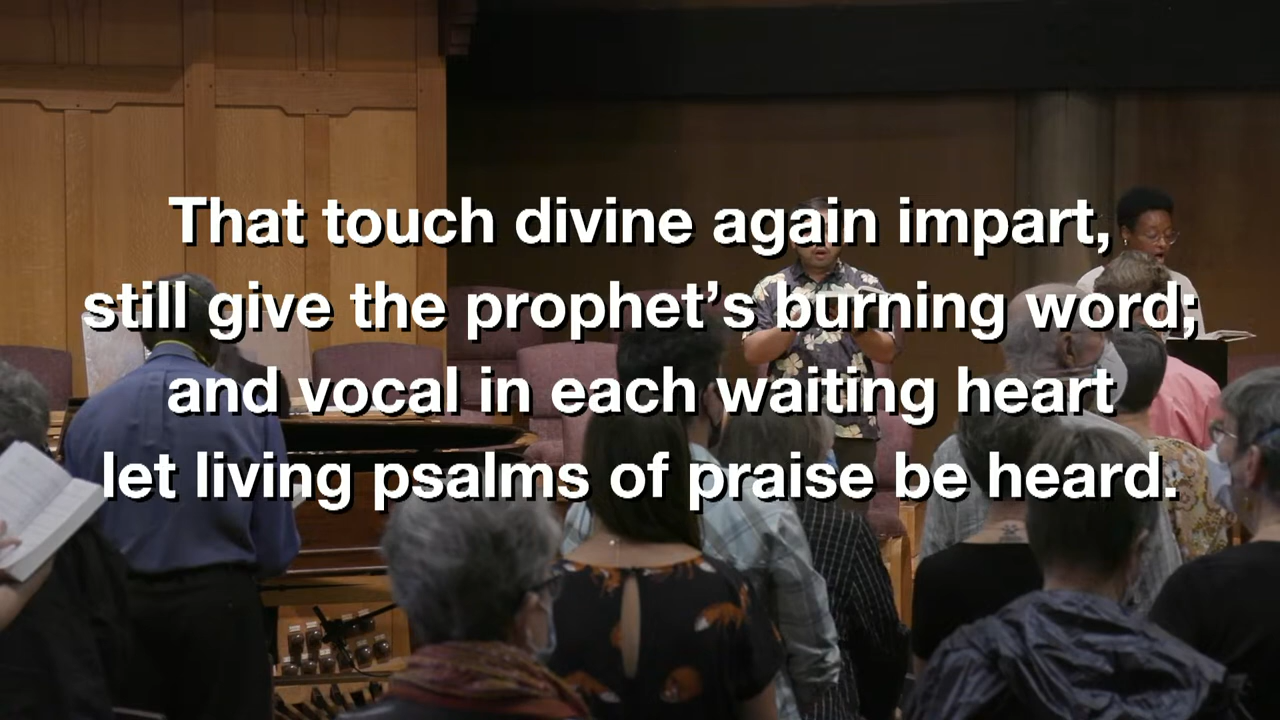 That touch divine again impart,
still give the prophet’s burning word;
and vocal in each waiting heart
let living psalms of praise be heard.